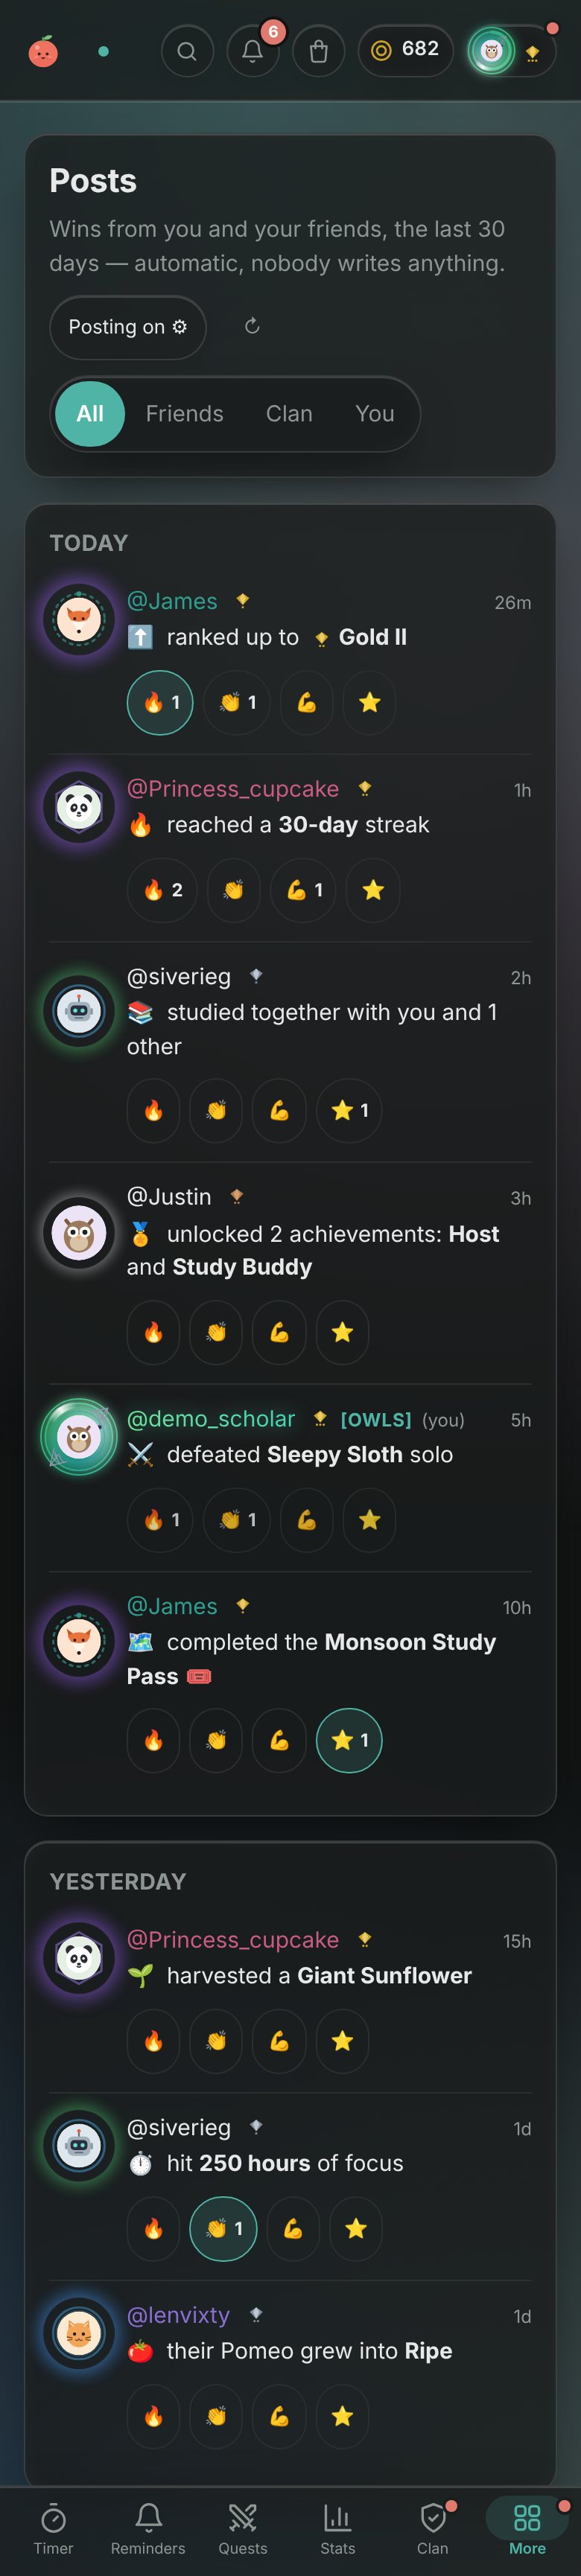 6
682
Posts
Wins from you and your friends, the last 30
days — automatic, nobody writes anything.
Posting on ⚙
All Friends Clan You
TODAY
@James 26m
⬆️ ranked up to Gold II
🔥 1 👏 1 💪 ⭐
@Princess_cupcake 1h
🔥 reached a 30-day streak
🔥 2 👏 💪 1 ⭐
@siverieg 2h
📚 studied together with you and 1
other
🔥 👏 💪 ⭐ 1
@Justin 3h
🏅 unlocked 2 achievements: Host
and Study Buddy
🔥 👏 💪 ⭐
@demo_scholar [OWLS] (you) 5h
⚔️ defeated Sleepy Sloth solo
🔥 1 👏 1 💪 ⭐
@James 10h
🗺️ completed the Monsoon Study
Pass 🎟️
🔥 👏 💪 ⭐ 1
YESTERDAY
@Princess_cupcake 15h
🌱 harvested a Giant Sunflower
🔥 👏 💪 ⭐
@siverieg 1d
⏱️ hit 250 hours of focus
🔥 👏 1 💪 ⭐
@lenvixty 1d
🍅 their Pomeo grew into Ripe
🔥 👏 💪 ⭐
Timer Reminders Quests Stats Clan More